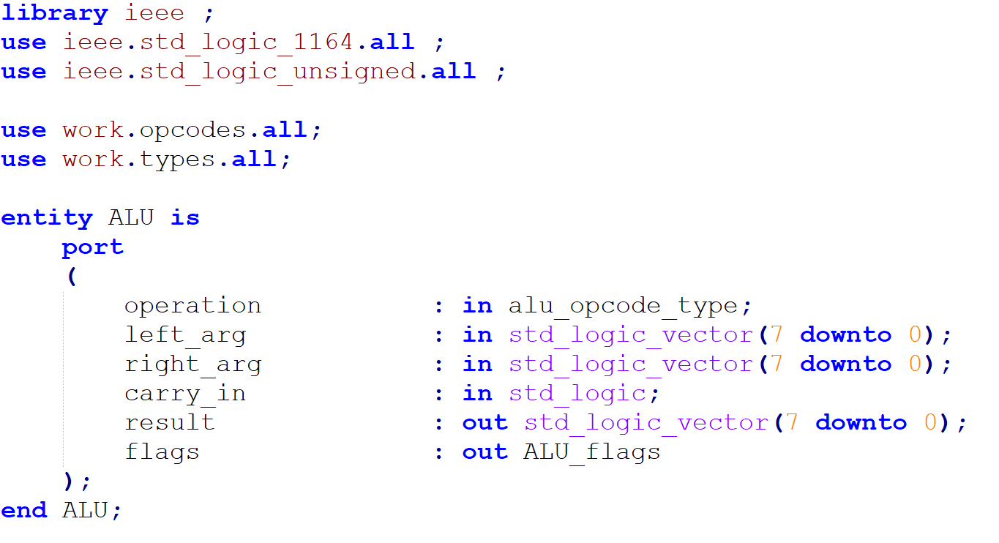 library ieee ;
use ieee.std_logic_1164.all ;
use ieee.std_logic_unsigned.all ;
use work.opcodes.all;
use work.types.all;
entity ALU is
port
(
operation : in alu_opcode_type;
left_arg : in std_logic_vector(7 downto 0);
right_arg : in std_logic_vector(7 downto 0);
carry_in : in std_logic;
result : out std_logic_vector(7 downto 0);
flags : out ALU_flags
);
end ALU;